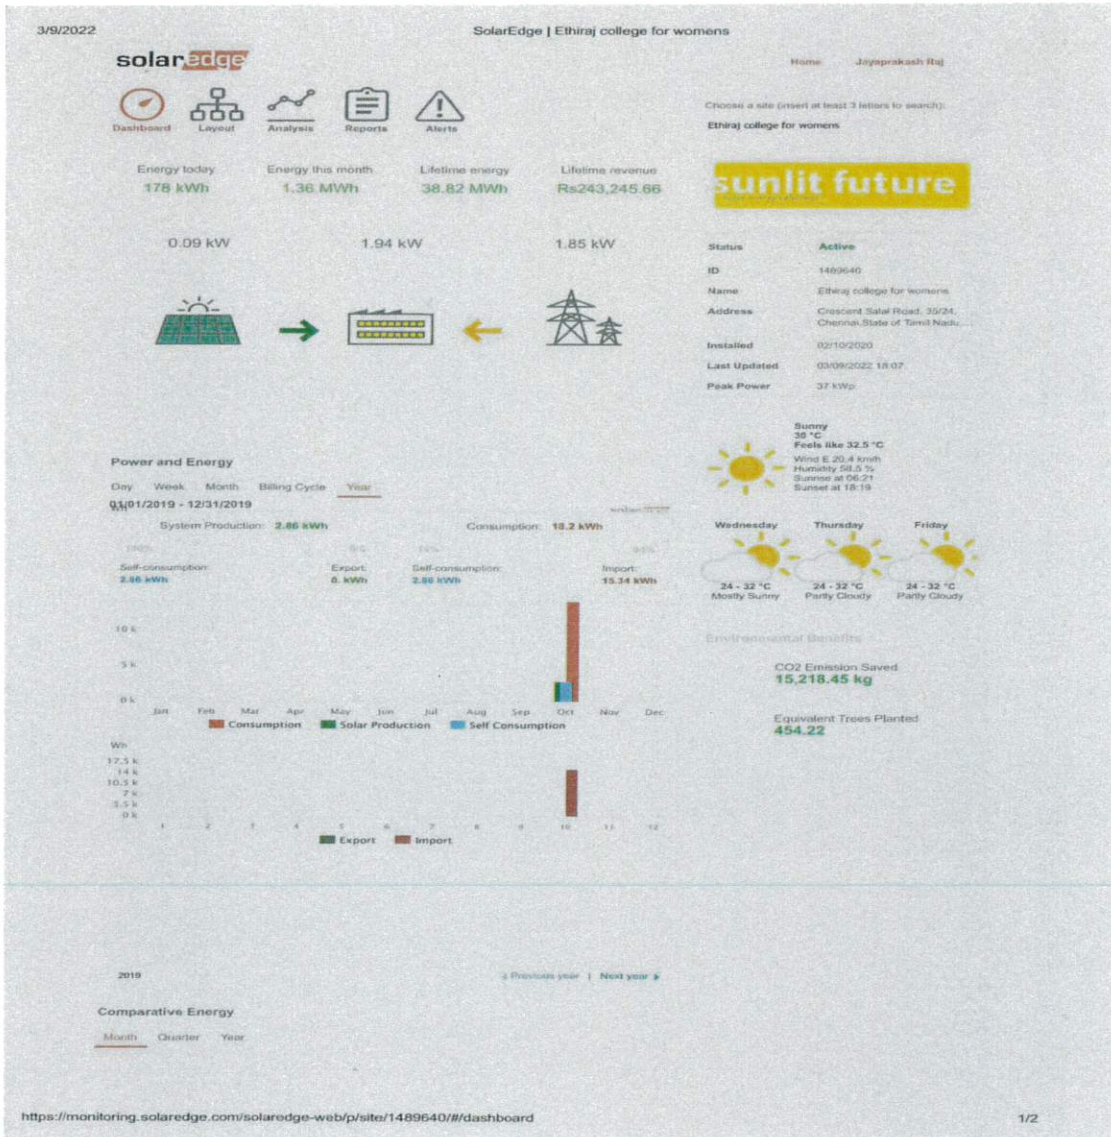 3/9/2022
SolarEdge | Ethiraj college for womens
solaredge
Home Jayaprakash Raj
Dashboard Layout Analysis Reports Alerts
Choose a site (insert at least 3 letters to search):
Ethiraj college for womens
Energy today Energy this month Lifetime energy Lifetime revenue
178 kWh 1.36 MWh 38.82 MWh Rs243,245.66
sunlit future
0.09 kW 1.94 kW 1.85 kW
Status Active
ID 1489640
Name Ethiraj college for womens
Address Crescent Salai Road, 35/24,
Chennai,State of Tamil Nadu,...
Installed 02/10/2020
Last Updated 03/09/2022 18:07
Peak Power 37 kWp
Sunny
30 °C
Feels like 32.5 °C
Wind E 20.4 km/h
Humidity 58.5 %
Sunrise at 06:21
Sunset at 18:19
Power and Energy
Day Week Month Billing Cycle Year
01/01/2019 - 12/31/2019
Wh
System Production: 2.86 kWh Consumption: 18.2 kWh
100% 0% 16% 84%
Self-consumption: Export: Self-consumption: Import:
2.86 kWh 0. kWh 2.86 kWh 15.34 kWh
Wednesday Thursday Friday
24 - 32 °C 24 - 32 °C 24 - 32 °C
Mostly Sunny Partly Cloudy Partly Cloudy
10 k
5 k
0 k
Jan Feb Mar Apr May Jun Jul Aug Sep Oct Nov Dec
Consumption Solar Production Self Consumption
Environmental Benefits
CO2 Emission Saved
15,218.45 kg
Equivalent Trees Planted
454.22
Wh
17.5 k
14 k
10.5 k
7 k
3.5 k
0 k
1 2 3 4 5 6 7 8 9 10 11 12
Export Import
2019
Previous year | Next year
Comparative Energy
Month Quarter Year
https://monitoring.solaredge.com/solaredge-web/p/site/1489640/#/dashboard
1/2